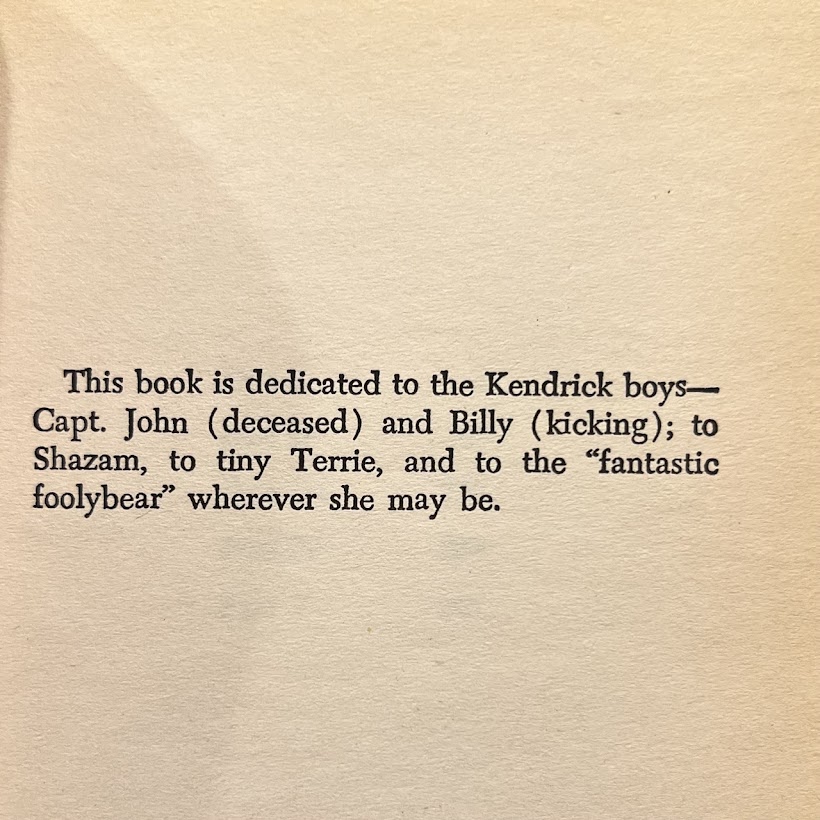 This book is dedicated to the Kendrick boys—
Capt. John (deceased) and Billy (kicking); to
Shazam, to tiny Terrie, and to the “fantastic
foolybear” wherever she may be.